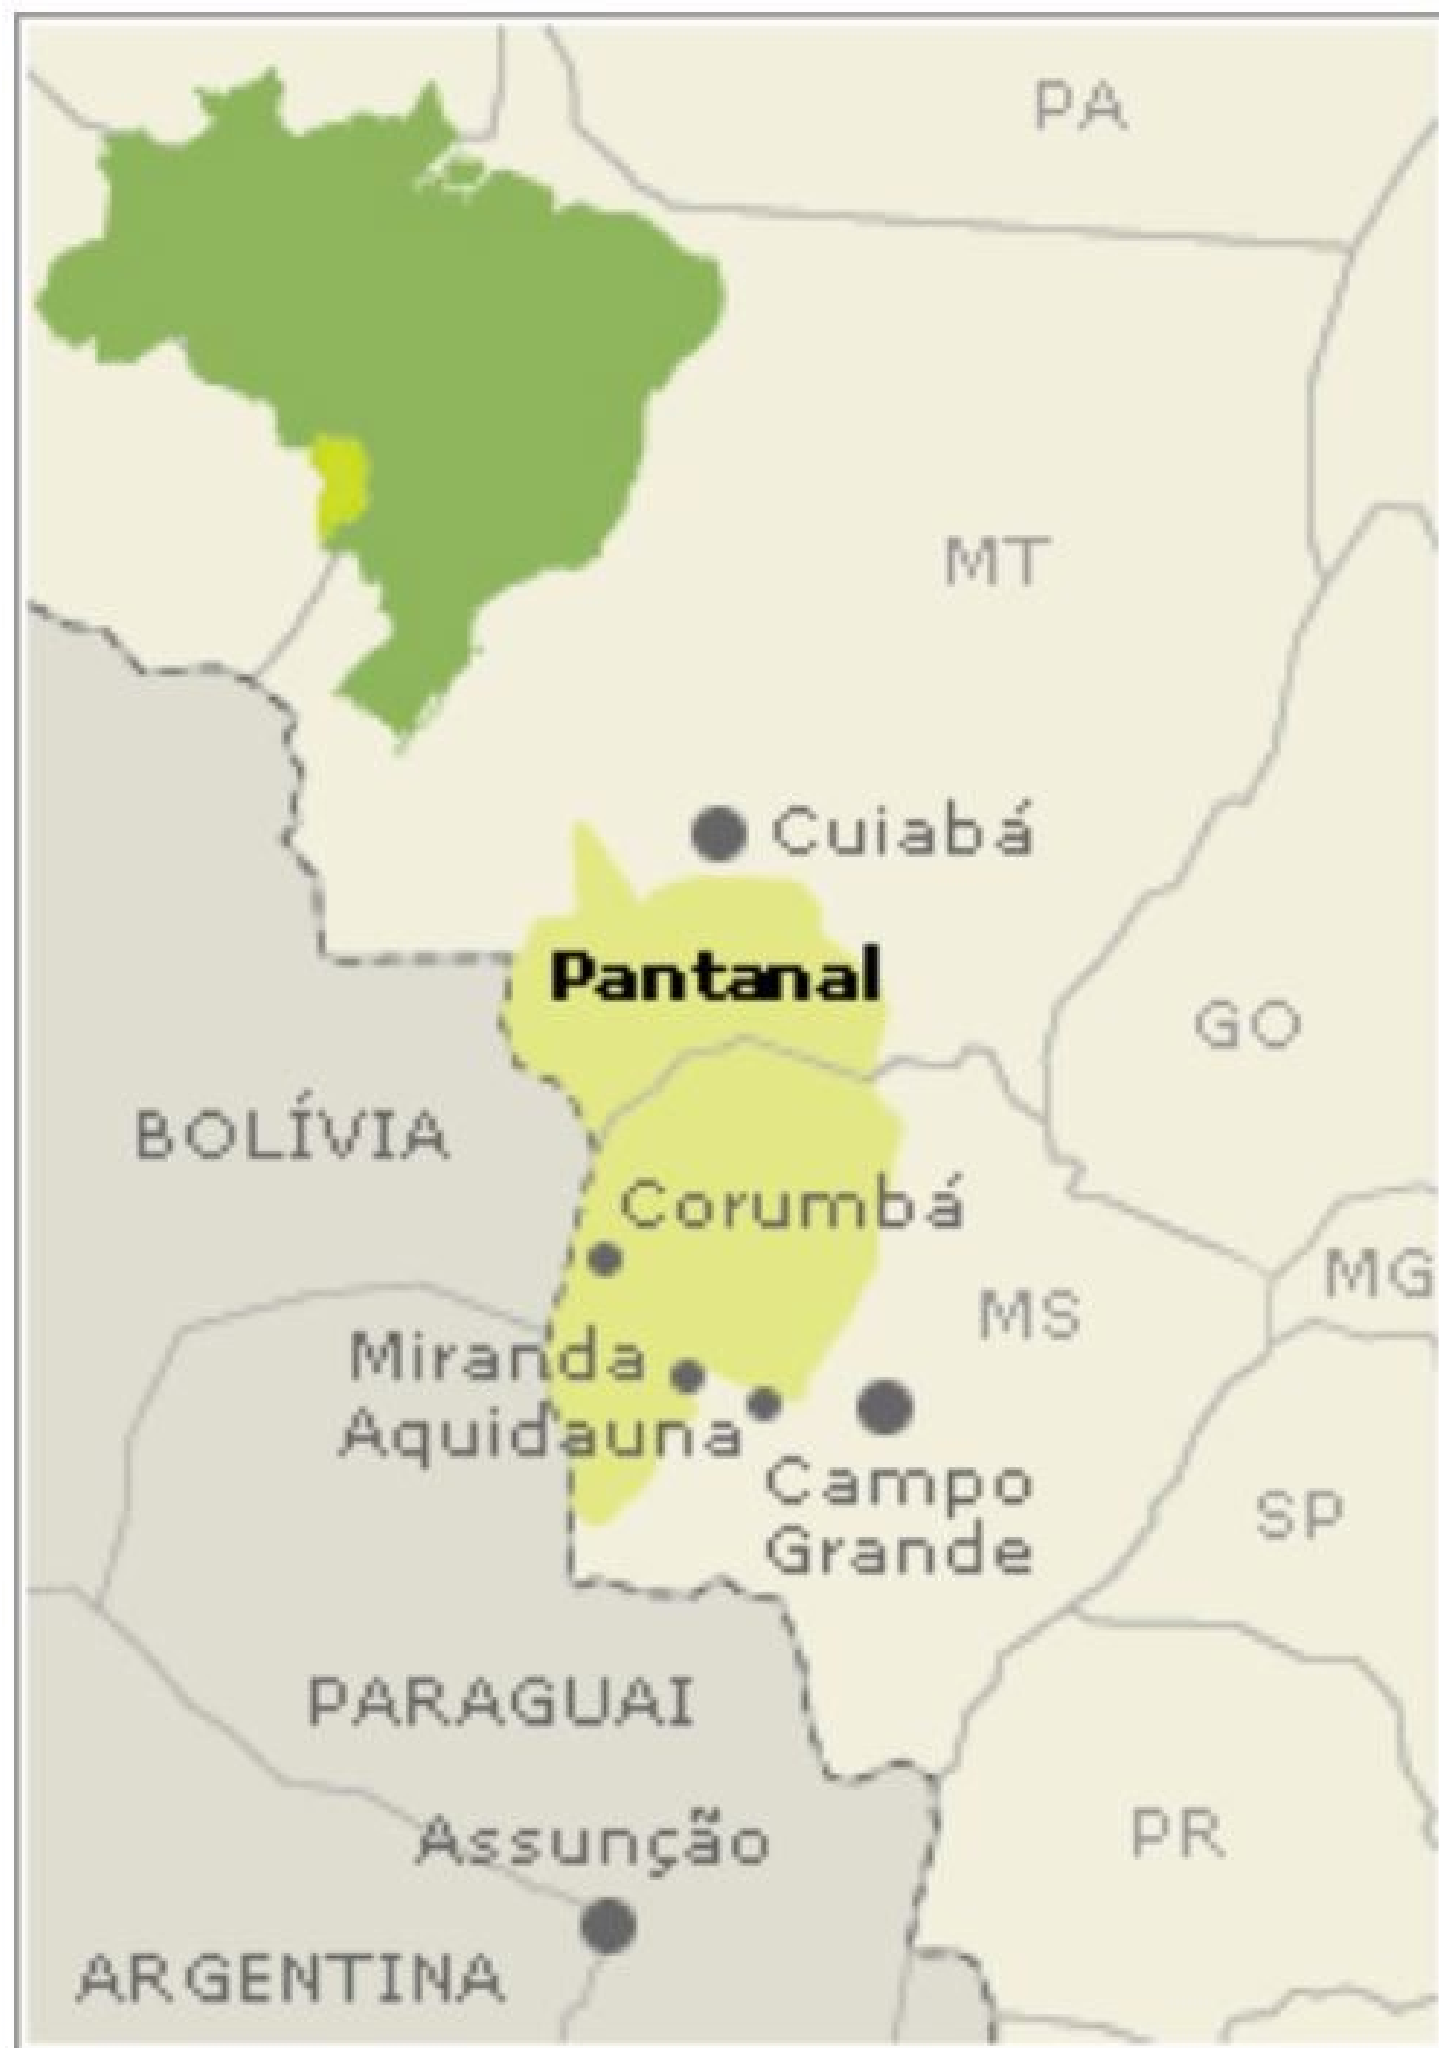 PA
MT
Cuiabá
Pantanal
GO
BOLÍVIA
Corumbá
MG
MS
Miranda
Aquidauna
Campo
Grande
SP
PARAGUAI
PR
Assunção
ARGENTINA